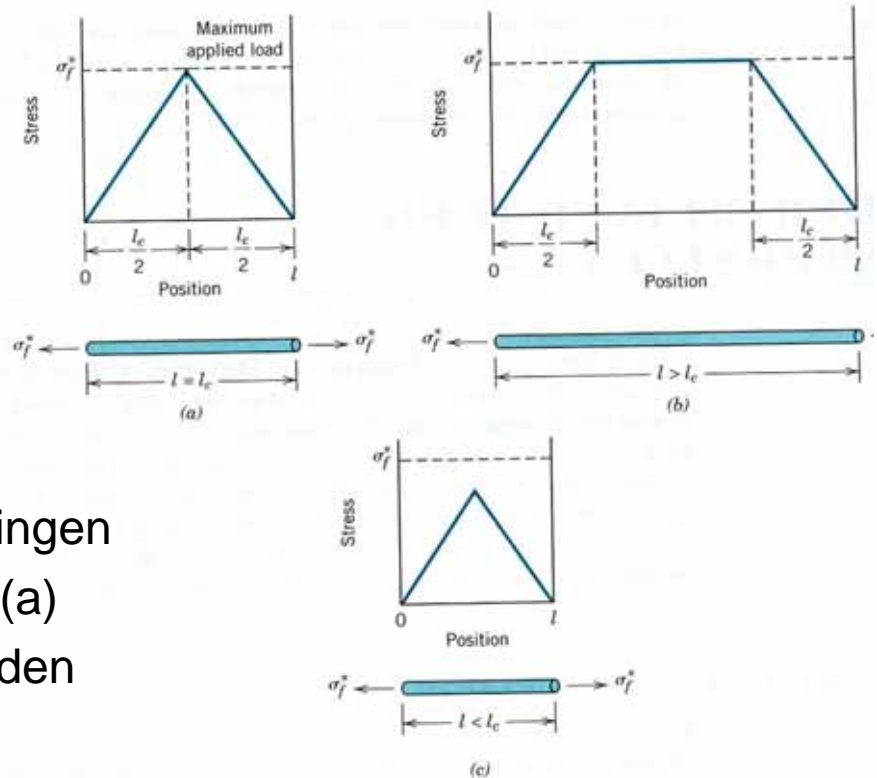 Maximum
applied load
σ*f
Stress
lc/2 lc/2
0 l
Position
σ*f σ*f
l = lc
(a)
σ*f
Stress
lc/2 lc/2
0 l
Position
σ*f
l > lc
(b)
σ*f
Stress
0 l
Position
σ*f σ*f
l < lc
(c)
ingen
(a)
den